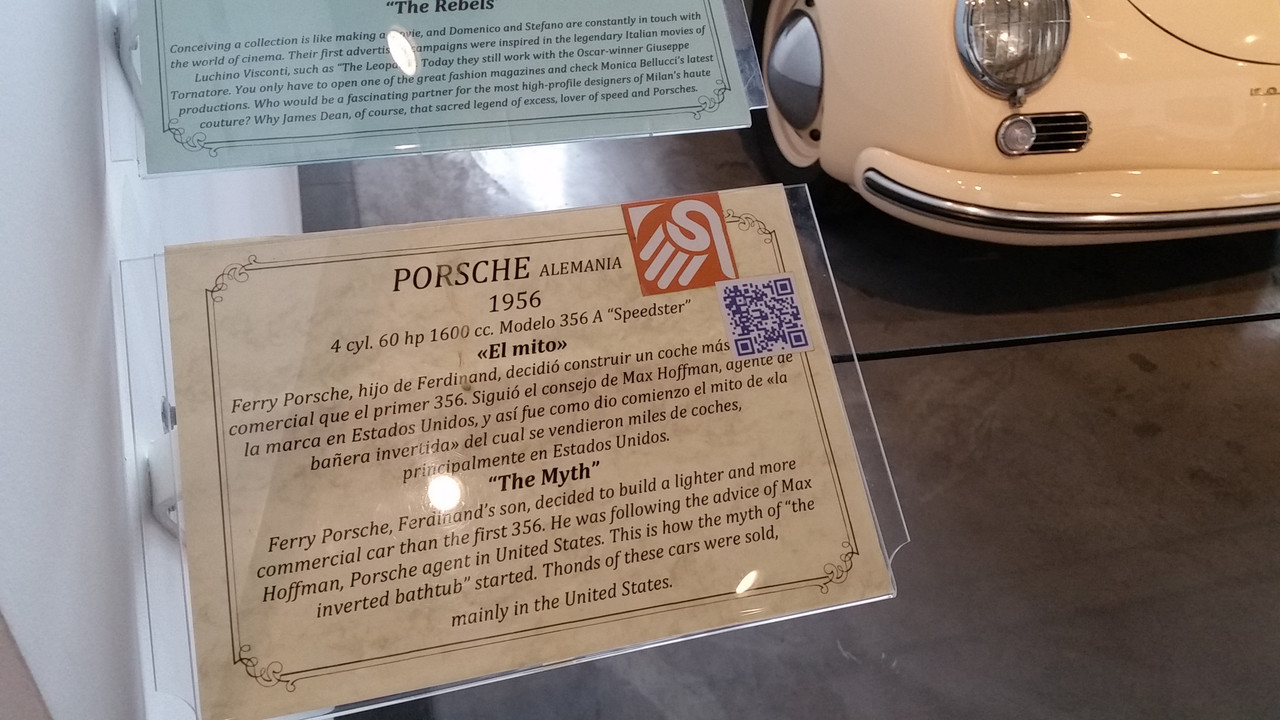 "The Rebels"
Conceiving a collection is like making a movie, and Domenico and Stefano are constantly in touch with
the world of cinema. Their first advertis campaigns were inspired in the legendary Italian movies of
Luchino Visconti, such as "The Leopa Today they still work with the Oscar-winner Giuseppe
Tornatore. You only have to open one of the great fashion magazines and check Monica Bellucci's latest
productions. Who would be a fascinating partner for the most high-profile designers of Milan's haute
couture? Why James Dean, of course, that sacred legend of excess, lover of speed and Porsches.
PORSCHE ALEMANIA
1956
4 cyl. 60 hp 1600 cc. Modelo 356 A "Speedster"
«El mito»
Ferry Porsche, hijo de Ferdinand, decidió construir un coche más
comercial que el primer 356. Siguió el consejo de Max Hoffman, agente de
la marca en Estados Unidos, y así fue como dio comienzo el mito de «la
bañera invertida» del cual se vendieron miles de coches,
principalmente en Estados Unidos.
"The Myth"
Ferry Porsche, Ferdinand's son, decided to build a lighter and more
commercial car than the first 356. He was following the advice of Max
Hoffman, Porsche agent in United States. This is how the myth of "the
inverted bathtub" started. Thonds of these cars were sold,
mainly in the United States.